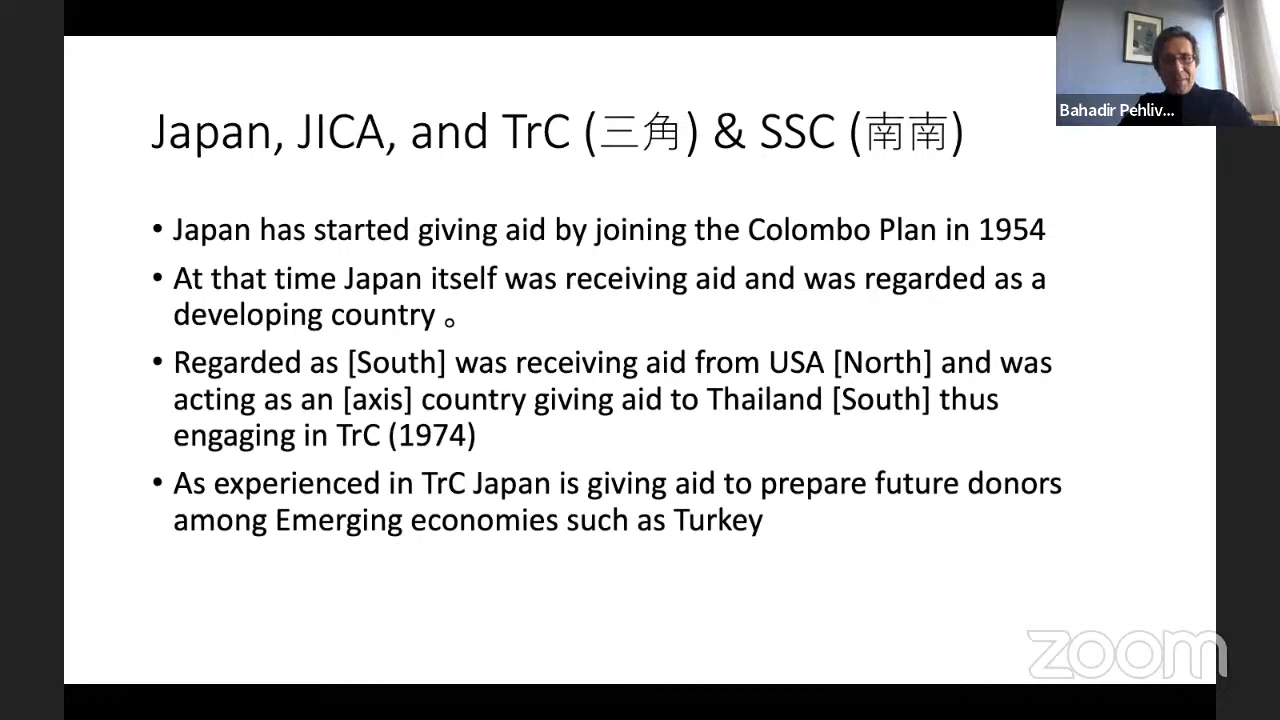 Bahadir Pehliv...
Japan, JICA, and TrC (三角) & SSC (南南)
• Japan has started giving aid by joining the Colombo Plan in 1954
• At that time Japan itself was receiving aid and was regarded as a
developing country 。
• Regarded as [South] was receiving aid from USA [North] and was
acting as an [axis] country giving aid to Thailand [South] thus
engaging in TrC (1974)
• As experienced in TrC Japan is giving aid to prepare future donors
among Emerging economies such as Turkey
zoom